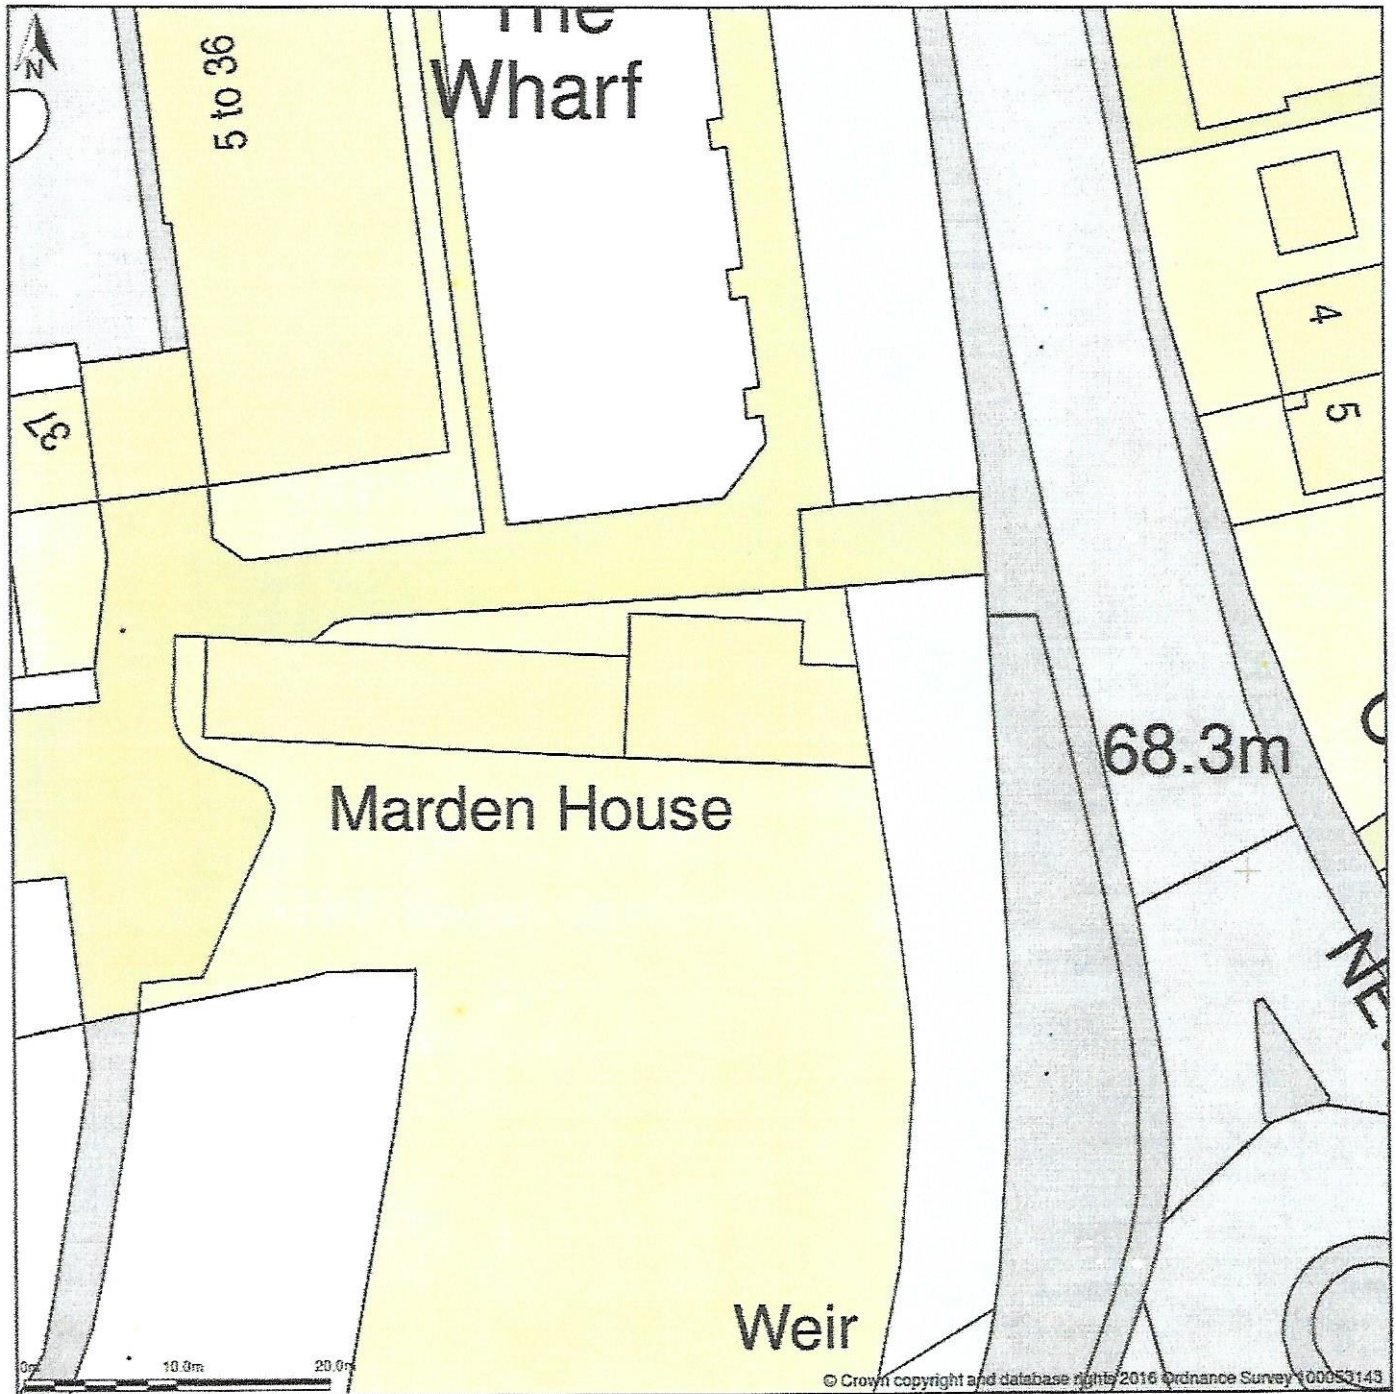 The
Wharf
N
5 to 36
37
4
5
68.3m
Marden House
Weir
0m 10.0m 20.0m
© Crown copyright and database rights 2016 Ordnance Survey 100053143